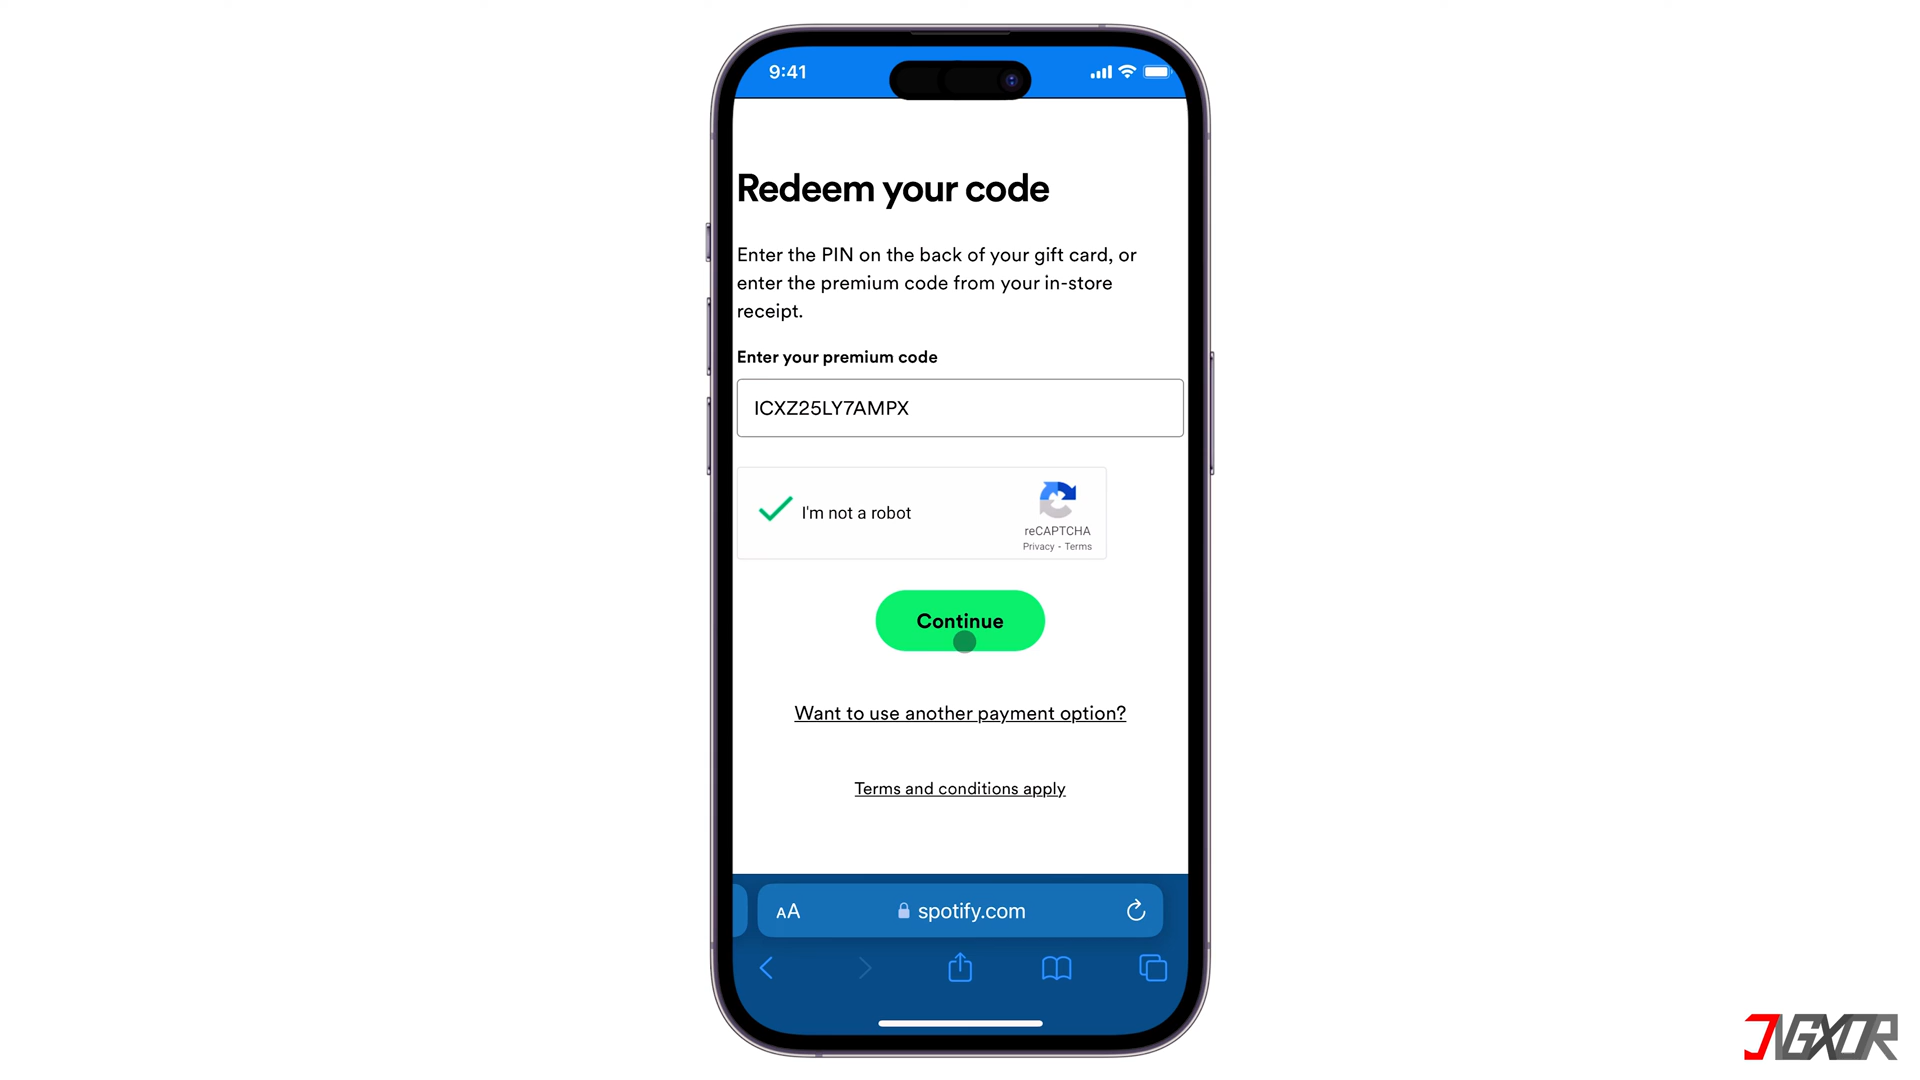 9:41
Redeem your code
Enter the PIN on the back of your gift card, or
enter the premium code from your in-store
receipt.
Enter your premium code
ICXZ25LY7AMPX
I'm not a robot
reCAPTCHA
Privacy - Terms
Continue
Want to use another payment option?
Terms and conditions apply
AA
spotify.com
JNGXOR